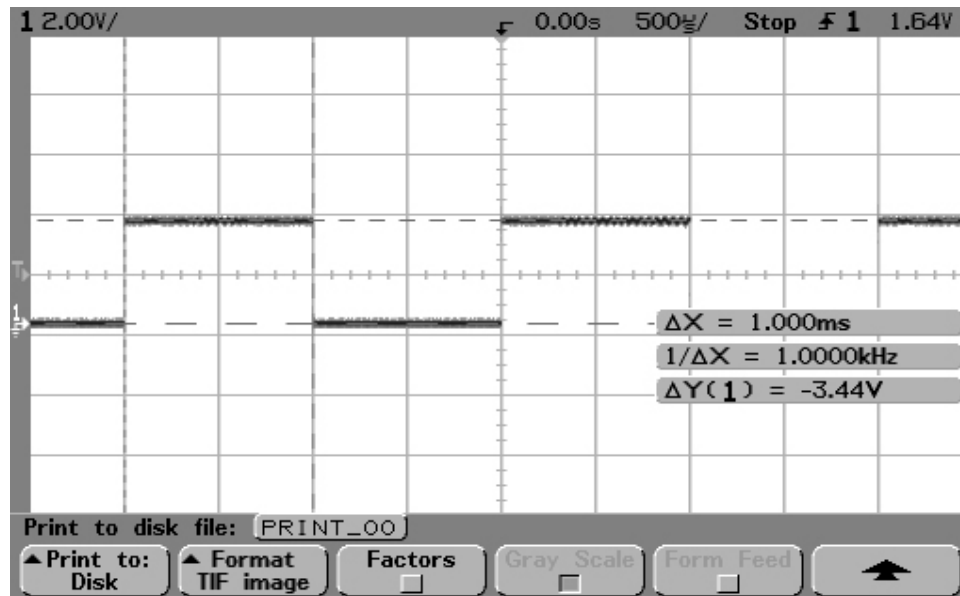 1 2.00V/ 0.00s 500µs/ Stop 1 1.64V
T
1
ΔX = 1.000ms
1/ΔX = 1.0000kHz
ΔY(1) = -3.44V
Print to disk file: PRINT_00
Print to: Disk
Format TIF image
Factors
Gray Scale
Form Feed